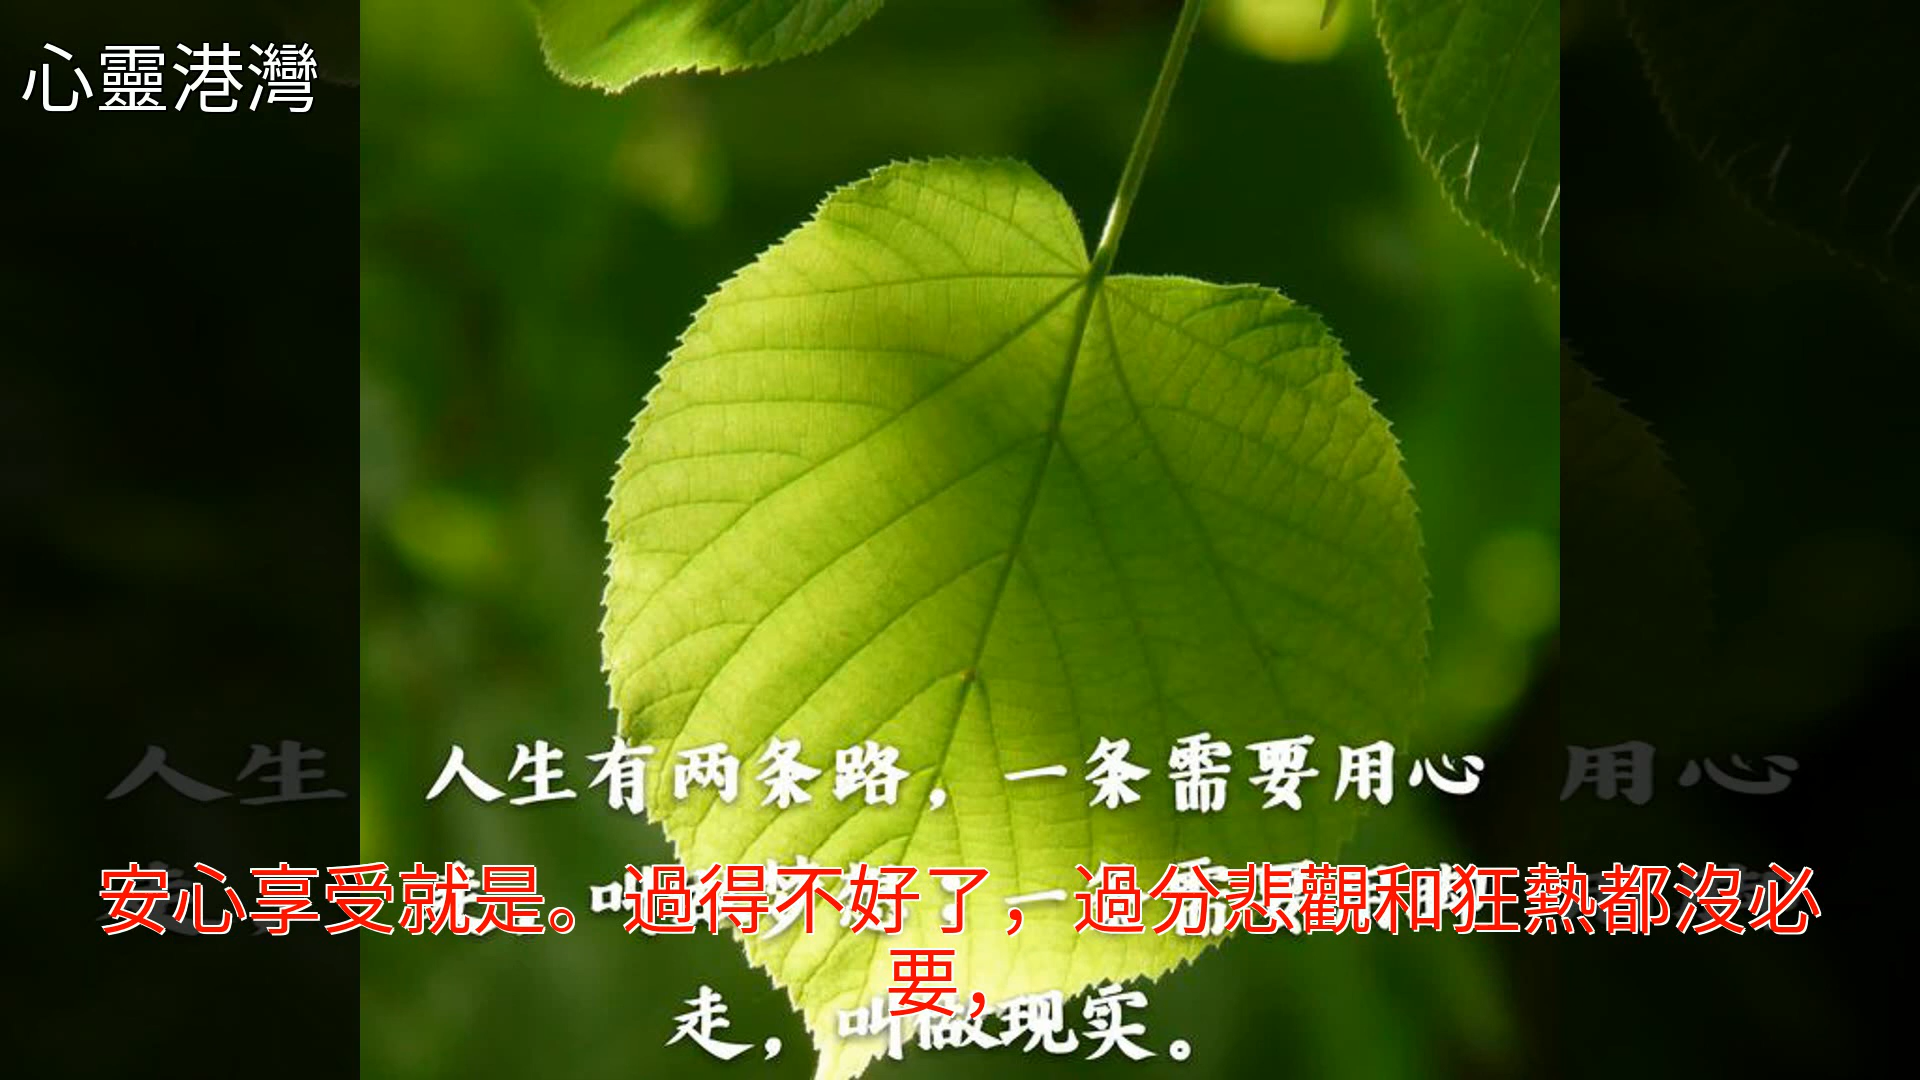 心靈港灣
人生有两条路，一条需要用心
安心享受就是。過得不好了，過分悲觀和狂熱都沒必
要，
走，叫做现实。